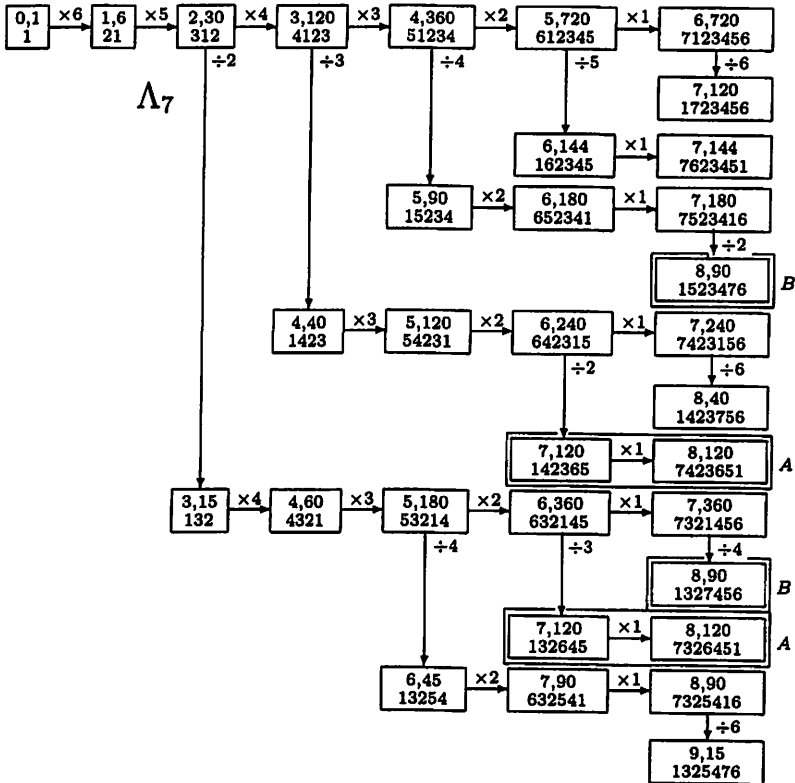 0,1 ×6 1,6 ×5 2,30 ×4 3,120 ×3 4,360 ×2 5,720 ×1 6,720
1 21 312 4123 51234 612345 7123456
÷2 ÷3 ÷4 ÷5 ÷6
Λ7
7,120
1723456
6,144 ×1 7,144
162345 7623451
5,90 ×2 6,180 ×1 7,180
15234 652341 7523416
÷2
8,90
1523476 B
4,40 ×3 5,120 ×2 6,240 ×1 7,240
1423 54231 642315 7423156
÷2 ÷6
8,40
1423756
7,120 ×1 8,120
142365 7423651 A
3,15 ×4 4,60 ×3 5,180 ×2 6,360 ×1 7,360
132 4321 53214 632145 7321456
÷4 ÷3 ÷4
8,90
1327456 B
7,120 ×1 8,120
132645 7326451 A
6,45 ×2 7,90 ×1 8,90
13254 632541 7325416
÷6
9,15
1325476